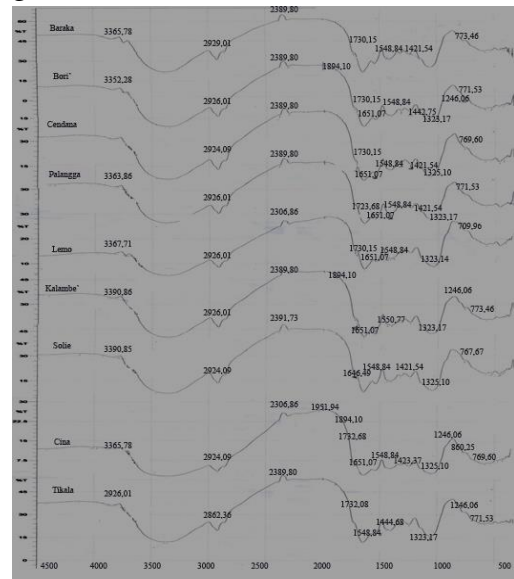 2389,80
Baraka 3365,78 2929,01 1730,15 1548,84 1421,54 773,46
2389,80
Bori' 3352,28 2926,01 1894,10 1730,15 1651,07 1548,84 1442,75 1323,17 1246,06 771,53
2389,80
Cendana 2924,09 1730,15 1651,07 1548,84 1421,54 1325,10 769,60
2389,80
Palangga 3363,86 2926,01 1723,68 1651,07 1548,84 1421,54 1323,17 771,53
2306,86
Lemo 3367,71 2926,01 1730,15 1651,07 1548,84 1323,14 709,96
2389,80
Kalambe' 3390,86 2926,01 1894,10 1651,07 1550,77 1323,17 1246,06 773,46
2391,73
Solie 3390,85 2924,09 1646,49 1548,84 1421,54 1325,10 767,67
2306,86 1951,94
Cina 3365,78 2924,09 1894,10 1732,68 1651,07 1548,84 1423,37 1325,10 1246,06 860,25 769,60
2389,80
Tikala 2926,01 2862,36 1732,08 1548,84 1444,68 1323,17 1246,06 771,53
4500 4000 3500 3000 2500 2000 1500 1000 500